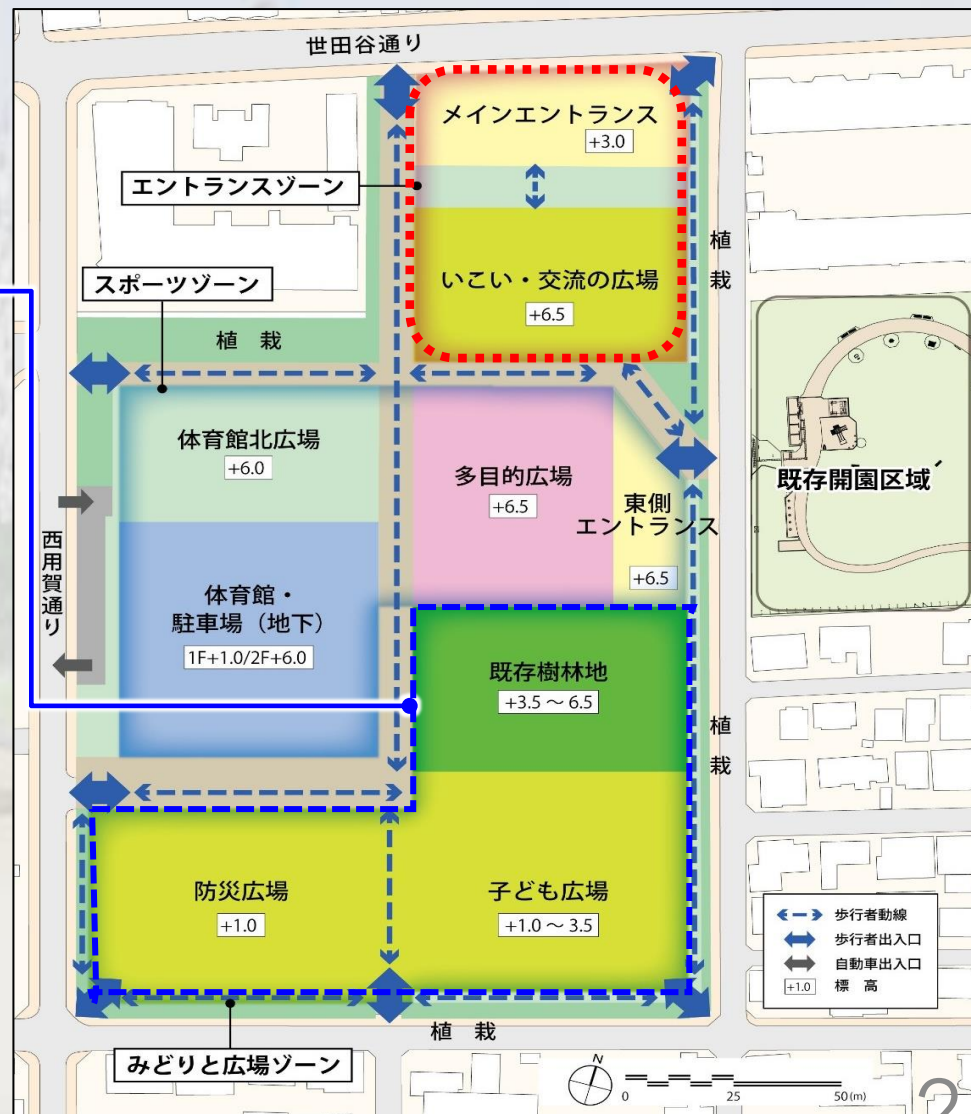 世田谷通り
メインエントランス
+3.0
エントランスゾーン
植栽
いこい・交流の広場
+6.5
スポーツゾーン
植 栽
体育館北広場
+6.0
多目的広場
+6.5
東側
エントランス
+6.5
既存開園区域
西用賀通り
体育館・
駐車場（地下）
1F+1.0/2F+6.0
既存樹林地
+3.5 ～ 6.5
植栽
防災広場
+1.0
子ども広場
+1.0 ～ 3.5
歩行者動線
歩行者出入口
自動車出入口
+1.0 標 高
植 栽
みどりと広場ゾーン
N
0 25 50 (m)
2